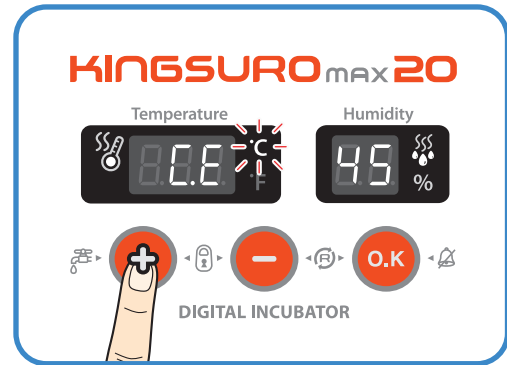 KINGSURO MAX 20
Temperature Humidity
C.E °C °F 45 %
R O.K
DIGITAL INCUBATOR